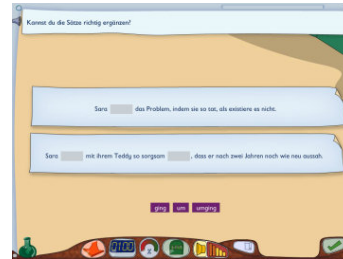 Kannst du die Sätze richtig ergänzen?
Sara das Problem, indem sie so tat, als existiere es nicht.
Sara mit ihrem Teddy so sorgsam , dass er nach zwei Jahren noch wie neu aussah.
ging um umging